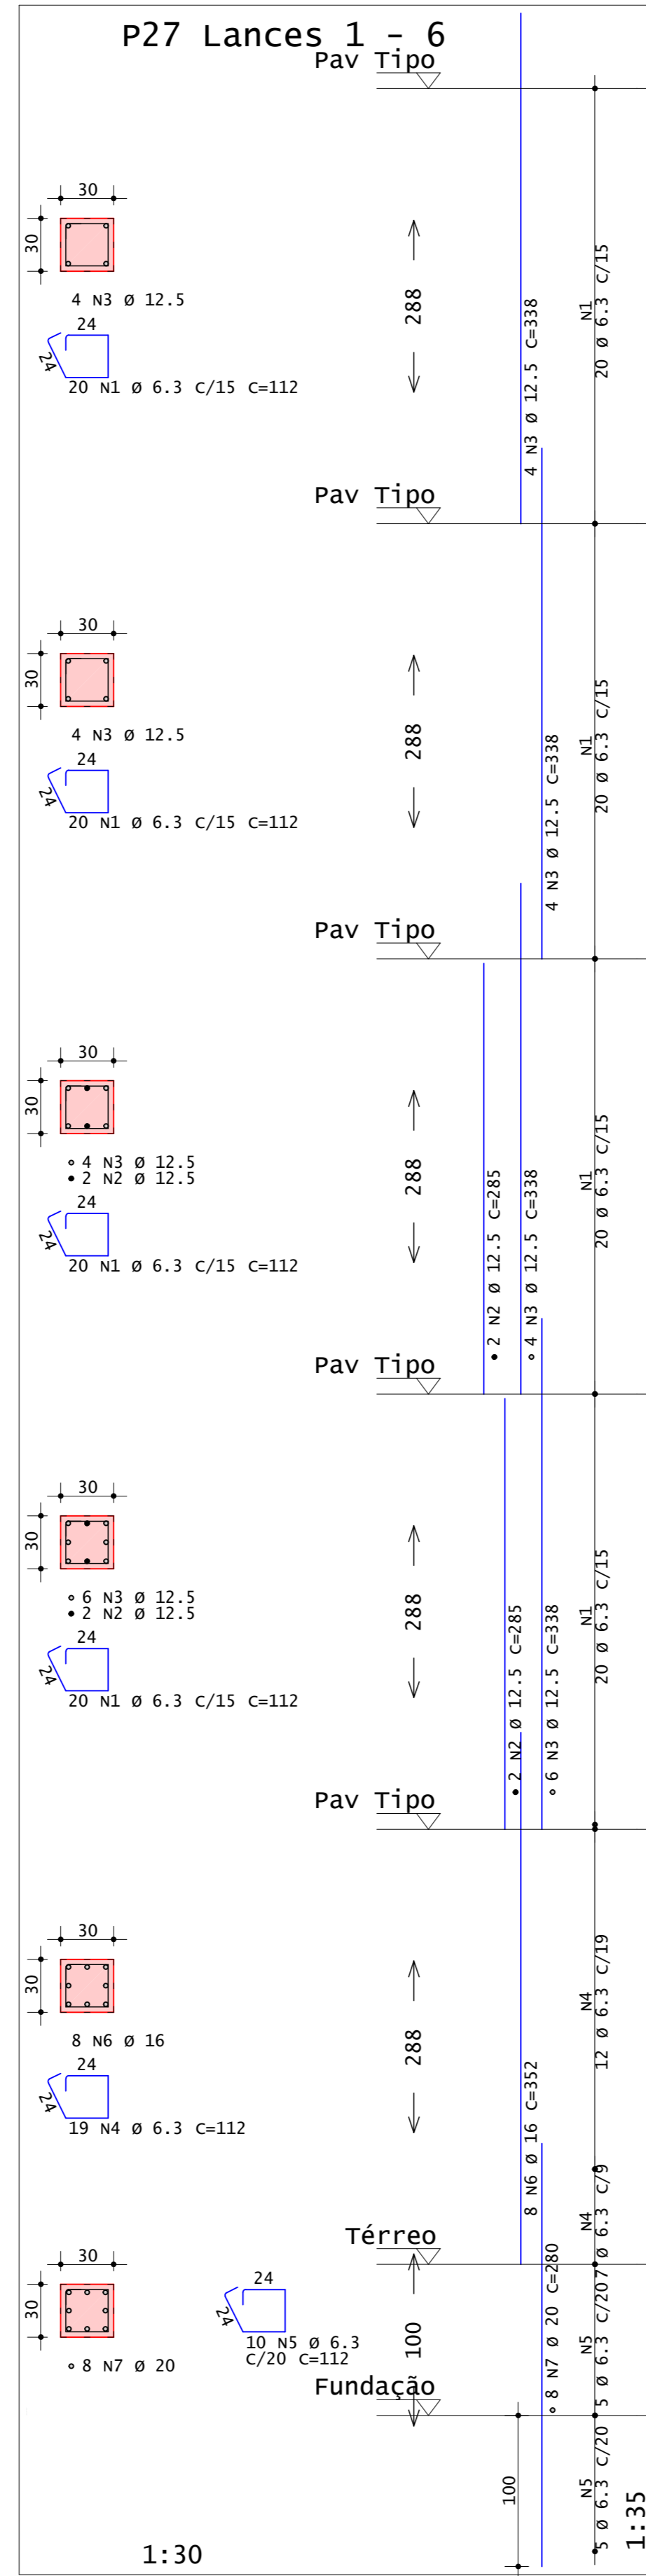 P27 Lances 1 - 6
Pav Tipo
30
30
4 N3 Ø 12.5
24
24
20 N1 Ø 6.3 C/15 C=112
288
4 N3 Ø 12.5 C=338
N1
20 Ø 6.3 C/15
Pav Tipo
30
30
4 N3 Ø 12.5
24
24
20 N1 Ø 6.3 C/15 C=112
288
4 N3 Ø 12.5 C=338
N1
20 Ø 6.3 C/15
Pav Tipo
30
30
4 N3 Ø 12.5
2 N2 Ø 12.5
24
24
20 N1 Ø 6.3 C/15 C=112
288
2 N2 Ø 12.5 C=285
4 N3 Ø 12.5 C=338
N1
20 Ø 6.3 C/15
Pav Tipo
30
30
6 N3 Ø 12.5
2 N2 Ø 12.5
24
24
20 N1 Ø 6.3 C/15 C=112
288
2 N2 Ø 12.5 C=285
6 N3 Ø 12.5 C=338
N1
20 Ø 6.3 C/15
Pav Tipo
30
30
8 N6 Ø 16
24
24
19 N4 Ø 6.3 C=112
288
8 N6 Ø 16 C=352
N4
12 Ø 6.3 C/19
N4
7 Ø 6.3 C/9
Térreo
30
30
8 N7 Ø 20
24
24
10 N5 Ø 6.3
C/20 C=112
100
8 N7 Ø 20 C=280
N5
5 Ø 6.3 C/20
Fundação
100
N5
5 Ø 6.3 C/20
1:30
1:35